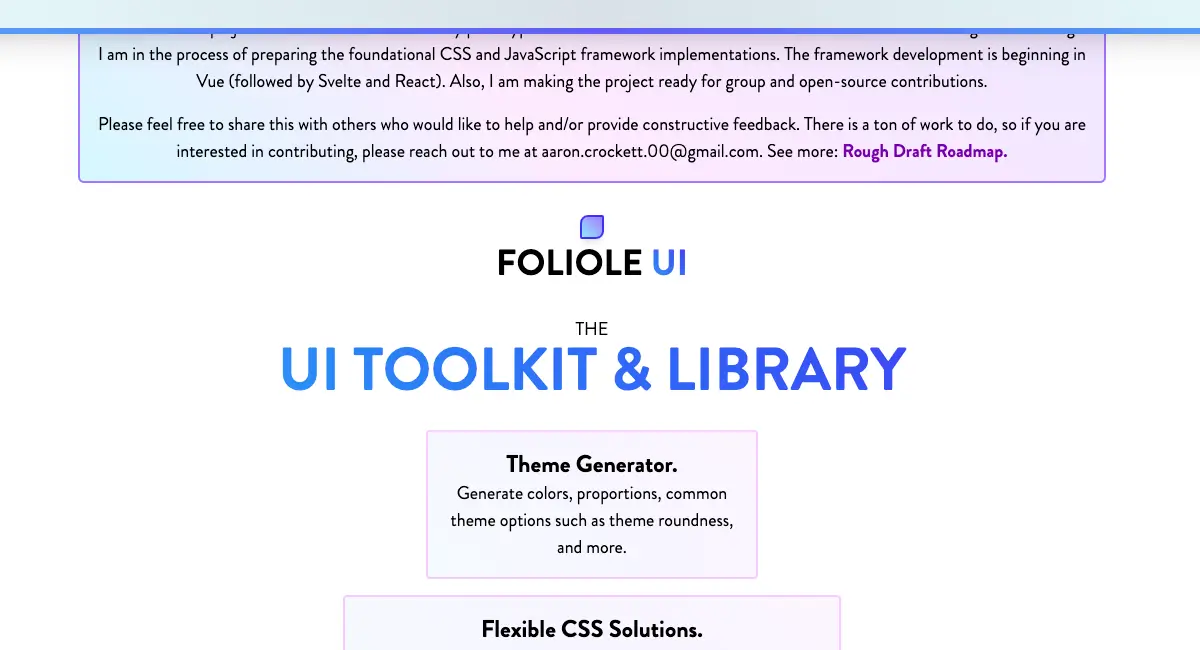 I am in the process of preparing the foundational CSS and JavaScript framework implementations. The framework development is beginning in
Vue (followed by Svelte and React). Also, I am making the project ready for group and open-source contributions.
Please feel free to share this with others who would like to help and/or provide constructive feedback. There is a ton of work to do, so if you are
interested in contributing, please reach out to me at aaron.crockett.00@gmail.com. See more: Rough Draft Roadmap.
FOLIOLE UI
THE
UI TOOLKIT & LIBRARY
Theme Generator.
Generate colors, proportions, common
theme options such as theme roundness,
and more.
Flexible CSS Solutions.